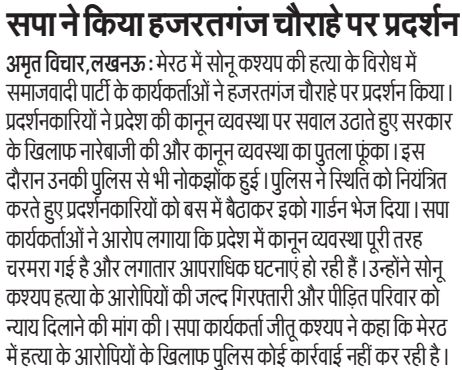 सपा ने किया हजरतगंज चौराहे पर प्रदर्शन
अमृत विचार,लखनऊ : मेरठ में सोनू कश्यप की हत्या के विरोध में
समाजवादी पार्टी के कार्यकर्ताओं ने हजरतगंज चौराहे पर प्रदर्शन किया।
प्रदर्शनकारियों ने प्रदेश की कानून व्यवस्था पर सवाल उठाते हुए सरकार
के खिलाफ नारेबाजी की और कानून व्यवस्था का पुतला फूंका। इस
दौरान उनकी पुलिस से भी नोकझोंक हुई। पुलिस ने स्थिति को नियंत्रित
करते हुए प्रदर्शनकारियों को बस में बैठाकर इको गार्डन भेज दिया। सपा
कार्यकर्ताओं ने आरोप लगाया कि प्रदेश में कानून व्यवस्था पूरी तरह
चरमरा गई है और लगातार आपराधिक घटनाएं हो रही हैं। उन्होंने सोनू
कश्यप हत्या के आरोपियों की जल्द गिरफ्तारी और पीड़ित परिवार को
न्याय दिलाने की मांग की। सपा कार्यकर्ता जीतू कश्यप ने कहा कि मेरठ
में हत्या के आरोपियों के खिलाफ पुलिस कोई कार्रवाई नहीं कर रही है।